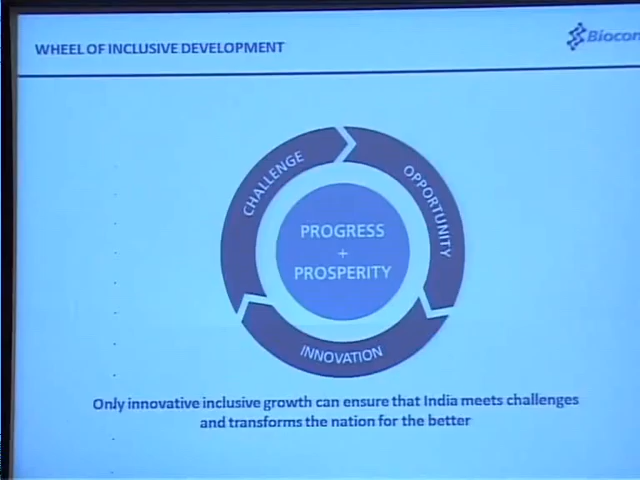 WHEEL OF INCLUSIVE DEVELOPMENT
Biocon
CHALLENGE
OPPORTUNITY
PROGRESS
+
PROSPERITY
INNOVATION
Only innovative inclusive growth can ensure that India meets challenges
and transforms the nation for the better